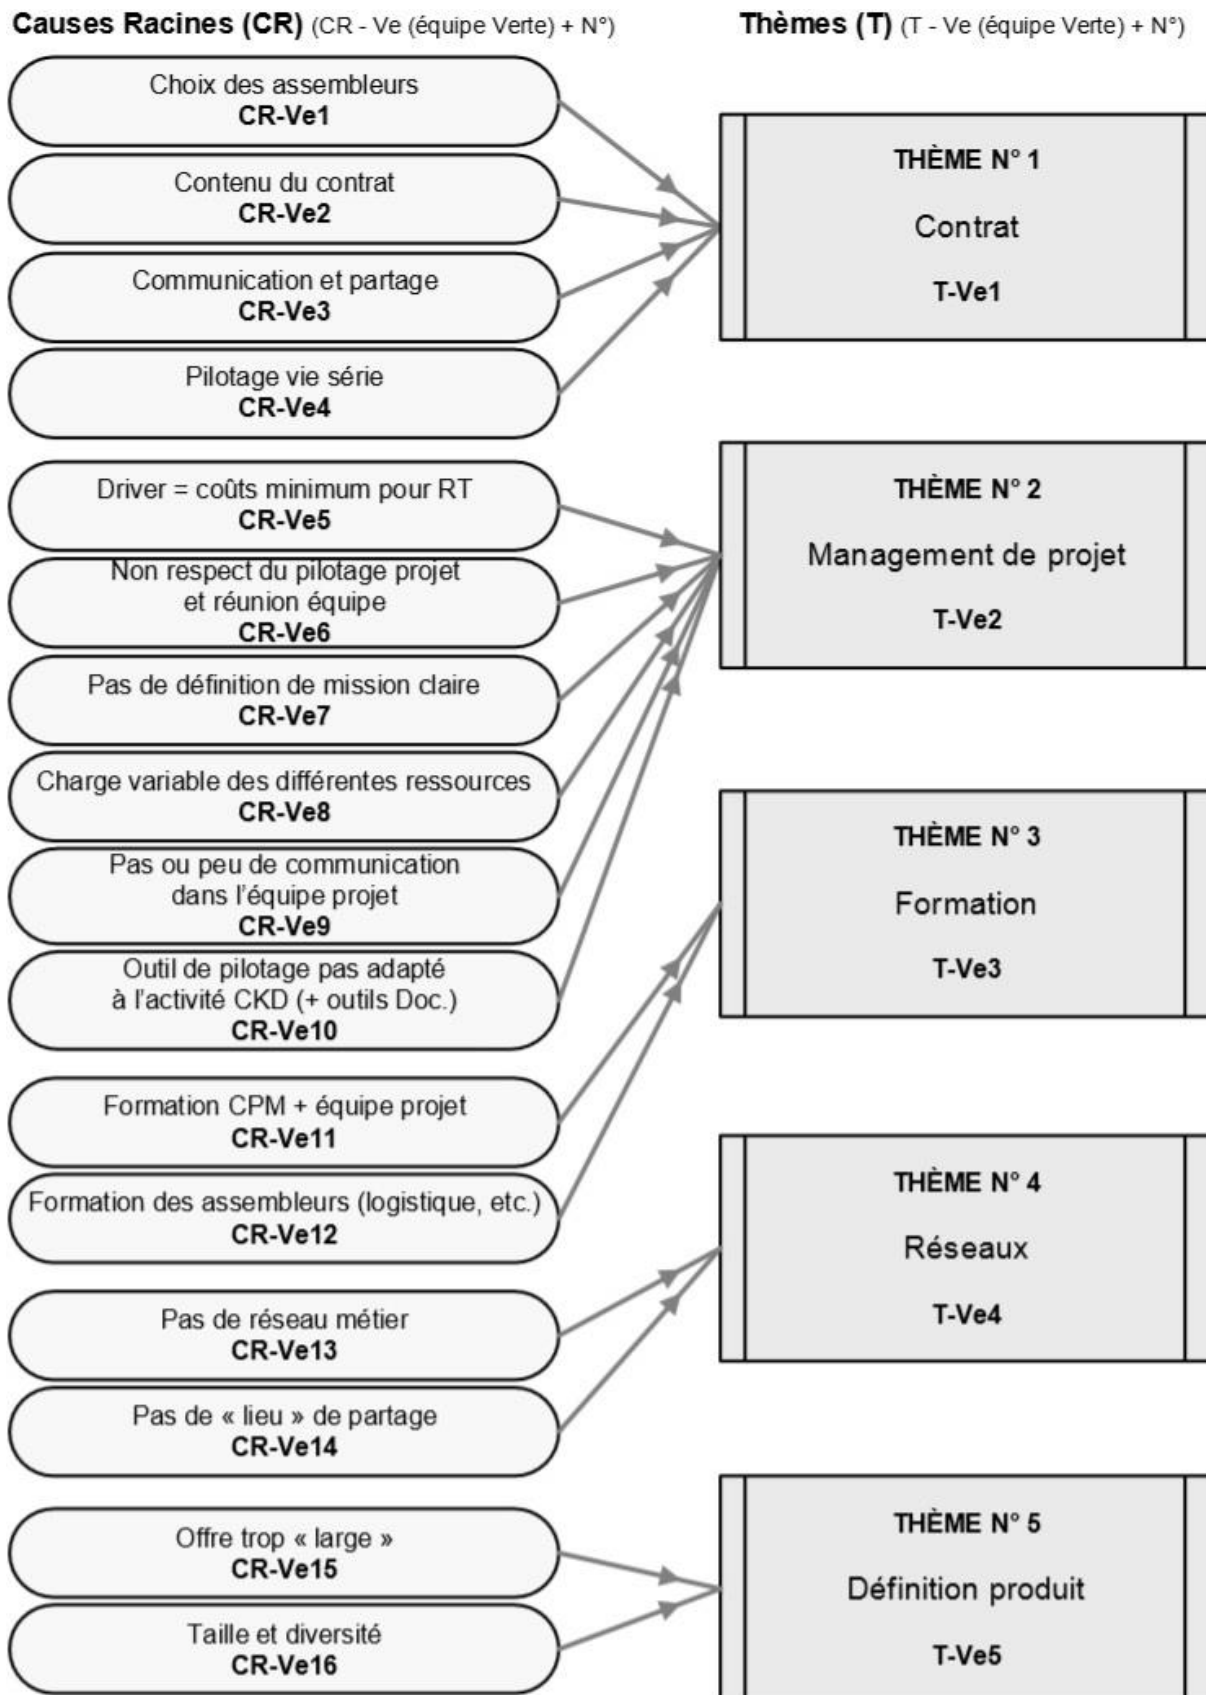 Causes Racines (CR) (CR - Ve (équipe Verte) + N°)
Choix des assembleurs
CR-Ve1
Contenu du contrat
CR-Ve2
Communication et partage
CR-Ve3
Pilotage vie série
CR-Ve4
Driver = coûts minimum pour RT
CR-Ve5
Non respect du pilotage projet
et réunion équipe
CR-Ve6
Pas de définition de mission claire
CR-Ve7
Charge variable des différentes ressources
CR-Ve8
Pas ou peu de communication
dans l'équipe projet
CR-Ve9
Outil de pilotage pas adapté
à l'activité CKD (+ outils Doc.)
CR-Ve10
Formation CPM + équipe projet
CR-Ve11
Formation des assembleurs (logistique, etc.)
CR-Ve12
Pas de réseau métier
CR-Ve13
Pas de « lieu » de partage
CR-Ve14
Offre trop « large »
CR-Ve15
Taille et diversité
CR-Ve16
Thèmes (T) (T - Ve (équipe Verte) + N°)
THÈME N° 1
Contrat
T-Ve1
THÈME N° 2
Management de projet
T-Ve2
THÈME N° 3
Formation
T-Ve3
THÈME N° 4
Réseaux
T-Ve4
THÈME N° 5
Définition produit
T-Ve5